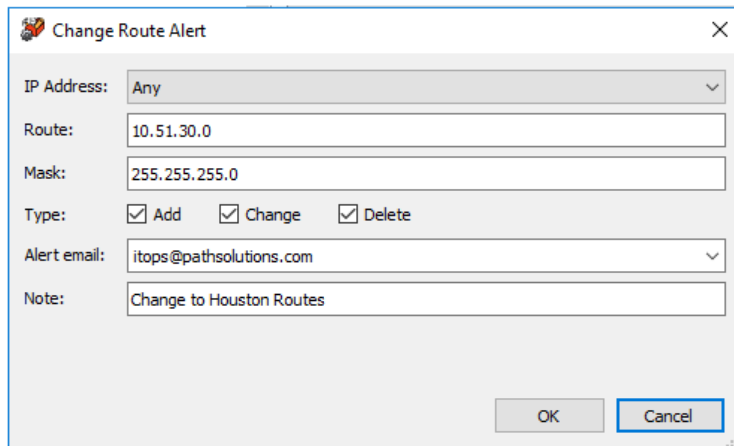 Change Route Alert
IP Address: Any
Route: 10.51.30.0
Mask: 255.255.255.0
Type: Add Change Delete
Alert email: itops@pathsolutions.com
Note: Change to Houston Routes
OK Cancel